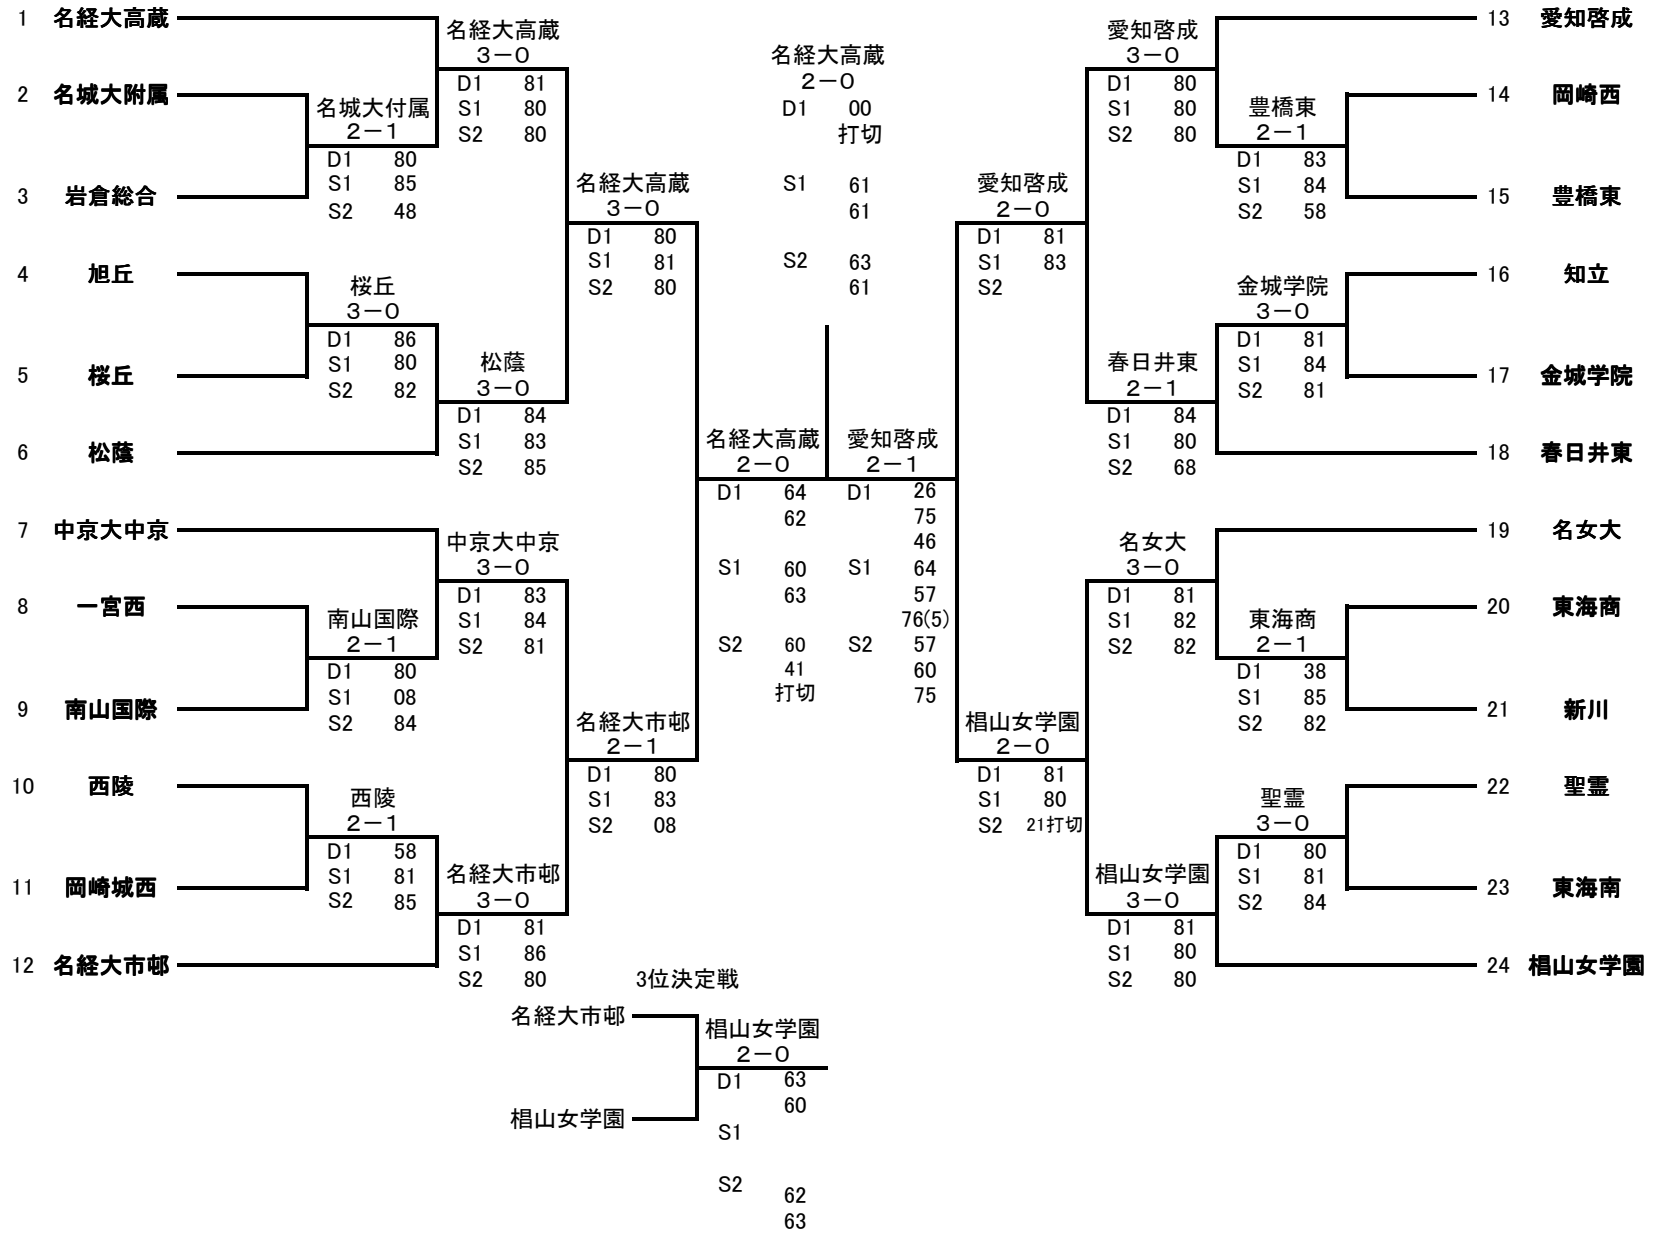 1 名経大高蔵
2 名城大附属
3 岩倉総合
4 旭丘
5 桜丘
6 松蔭
7 中京大中京
8 一宮西
9 南山国際
10 西陵
11 岡崎城西
12 名経大市邨
名城大付属
2-1
D1 80
S1 85
S2 48
桜丘
3-0
D1 86
S1 80
S2 82
南山国際
2-1
D1 80
S1 08
S2 84
西陵
2-1
D1 58
S1 81
S2 85
名経大高蔵
3-0
D1 81
S1 80
S2 80
松蔭
3-0
D1 84
S1 83
S2 85
中京大中京
3-0
D1 83
S1 84
S2 81
名経大市邨
3-0
D1 81
S1 86
S2 80
名経大高蔵
3-0
D1 80
S1 81
S2 80
名経大市邨
2-1
D1 80
S1 83
S2 08
名経大高蔵
2-0
D1 64
62
S1 60
63
S2 60
41
打切
名経大高蔵
2-0
D1 00
打切
S1 61
61
S2 63
61
愛知啓成
2-1
D1 26
75
46
S1 64
57
76(5)
S2 57
60
75
愛知啓成
2-0
D1 81
S1 83
S2
椙山女学園
2-0
D1 81
S1 80
S2 21打切
愛知啓成
3-0
D1 80
S1 80
S2 80
春日井東
2-1
D1 84
S1 80
S2 68
名女大
3-0
D1 81
S1 82
S2 82
椙山女学園
3-0
D1 81
S1 80
S2 80
豊橋東
2-1
D1 83
S1 84
S2 58
金城学院
3-0
D1 81
S1 84
S2 81
東海商
2-1
D1 38
S1 85
S2 82
聖霊
3-0
D1 80
S1 81
S2 84
13 愛知啓成
14 岡崎西
15 豊橋東
16 知立
17 金城学院
18 春日井東
19 名女大
20 東海商
21 新川
22 聖霊
23 東海南
24 椙山女学園
3位決定戦
名経大市邨
椙山女学園
椙山女学園
2-0
D1 63
60
S1
S2
62
63